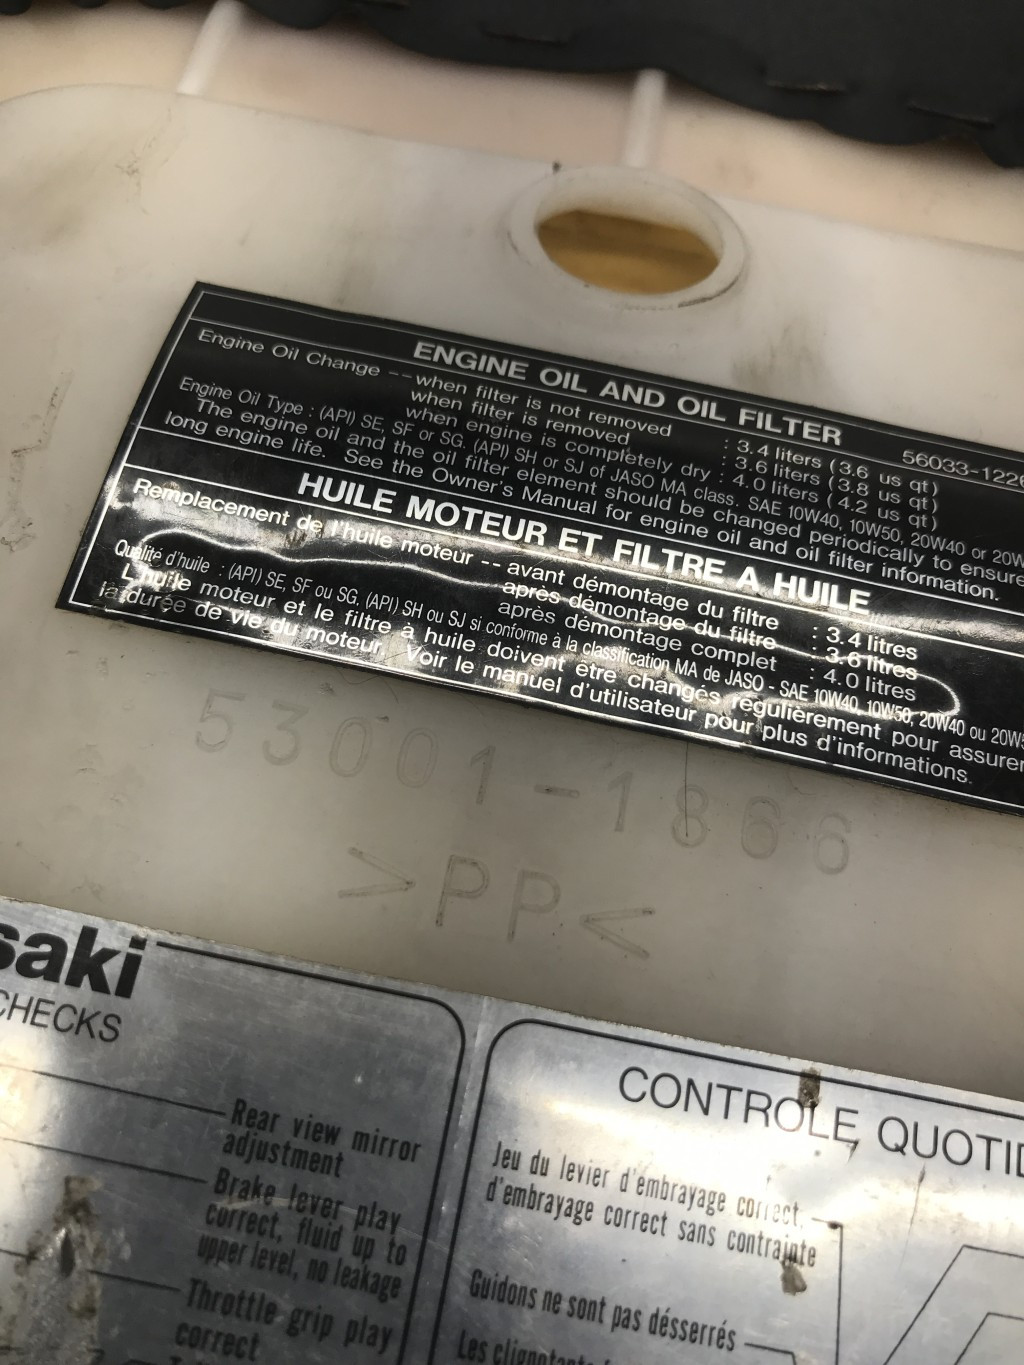 ENGINE OIL AND OIL FILTER 56033-122
Engine Oil Change -- when filter is not removed : 3.4 liters (3.6 us qt)
when filter is removed : 3.6 liters (3.8 us qt)
when engine is completely dry : 4.0 liters (4.2 us qt)
Engine Oil Type : (API) SE, SF or SG, (API) SH or SJ of JASO MA class, SAE 10W40, 10W50, 20W40 or 20W
The engine oil and the oil filter element should be changed periodically to ensure
long engine life. See the Owner's Manual for engine oil and oil filter information.
HUILE MOTEUR ET FILTRE A HUILE
Remplacement de l'huile moteur -- avant démontage du filtre : 3.4 litres
après démontage du filtre : 3.6 litres
après démontage complet : 4.0 litres
Qualité d'huile : (API) SE, SF ou SG, (API) SH ou SJ si conforme à la classification MA de JASO - SAE 10W40, 10W50, 20W40 ou 20W5
L'huile moteur et le filtre à huile doivent être changés régulièrement pour assurer
la durée de vie du moteur. Voir le manuel d'utilisateur pour plus d'informations.
53001-1866
>PP<
saki
CHECKS
Rear view mirror
adjustment
Brake lever play
correct, fluid up to
upper level, no leakage
Throttle grip play
correct
CONTROLE QUOTID
Jeu du levier d'embrayage correct.
d'embrayage correct sans contrainte
Guidons ne sont pas désserrés
Les clignotants